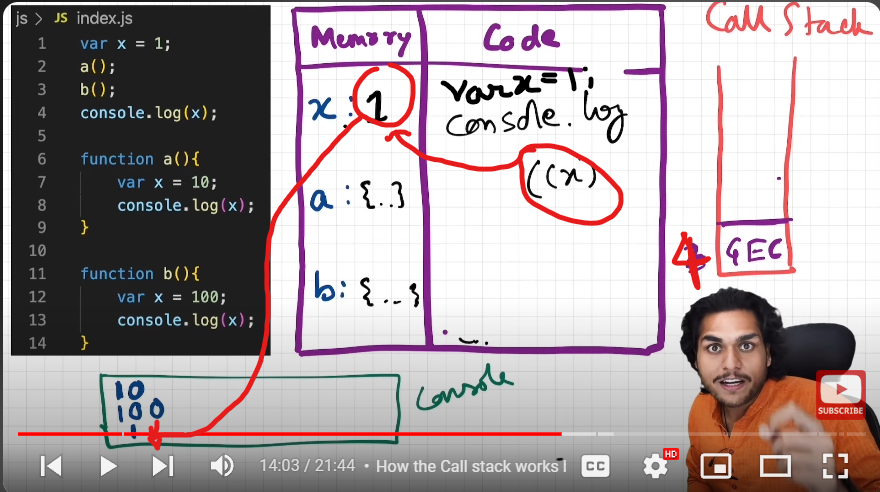 js > JS index.js
1 var x = 1;
2 a();
3 b();
4 console.log(x);
5
6 function a(){
7 var x = 10;
8 console.log(x);
9 }
10
11 function b(){
12 var x = 100;
13 console.log(x);
14 }
Memory Code
x : 1
var x = 1;
console.log
((x)
a : {..}
b : {...}
Call Stack
4
GEC
10
100
1
Console
SUBSCRIBE
14:03 / 21:44 • How the Call stack works
CC
HD